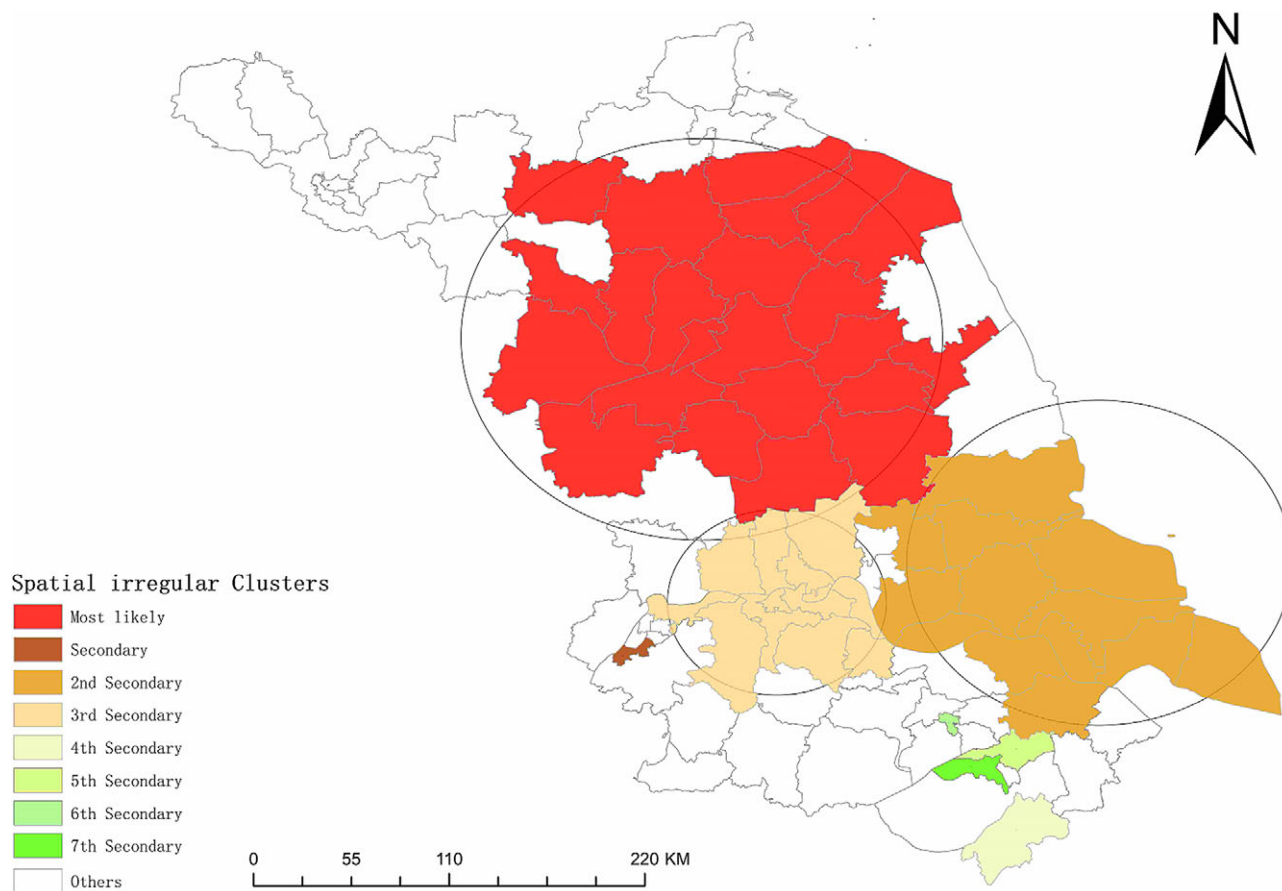 N
Spatial irregular Clusters
Most likely
Secondary
2nd Secondary
3rd Secondary
4th Secondary
5th Secondary
6th Secondary
7th Secondary
Others
0 55 110 220 KM